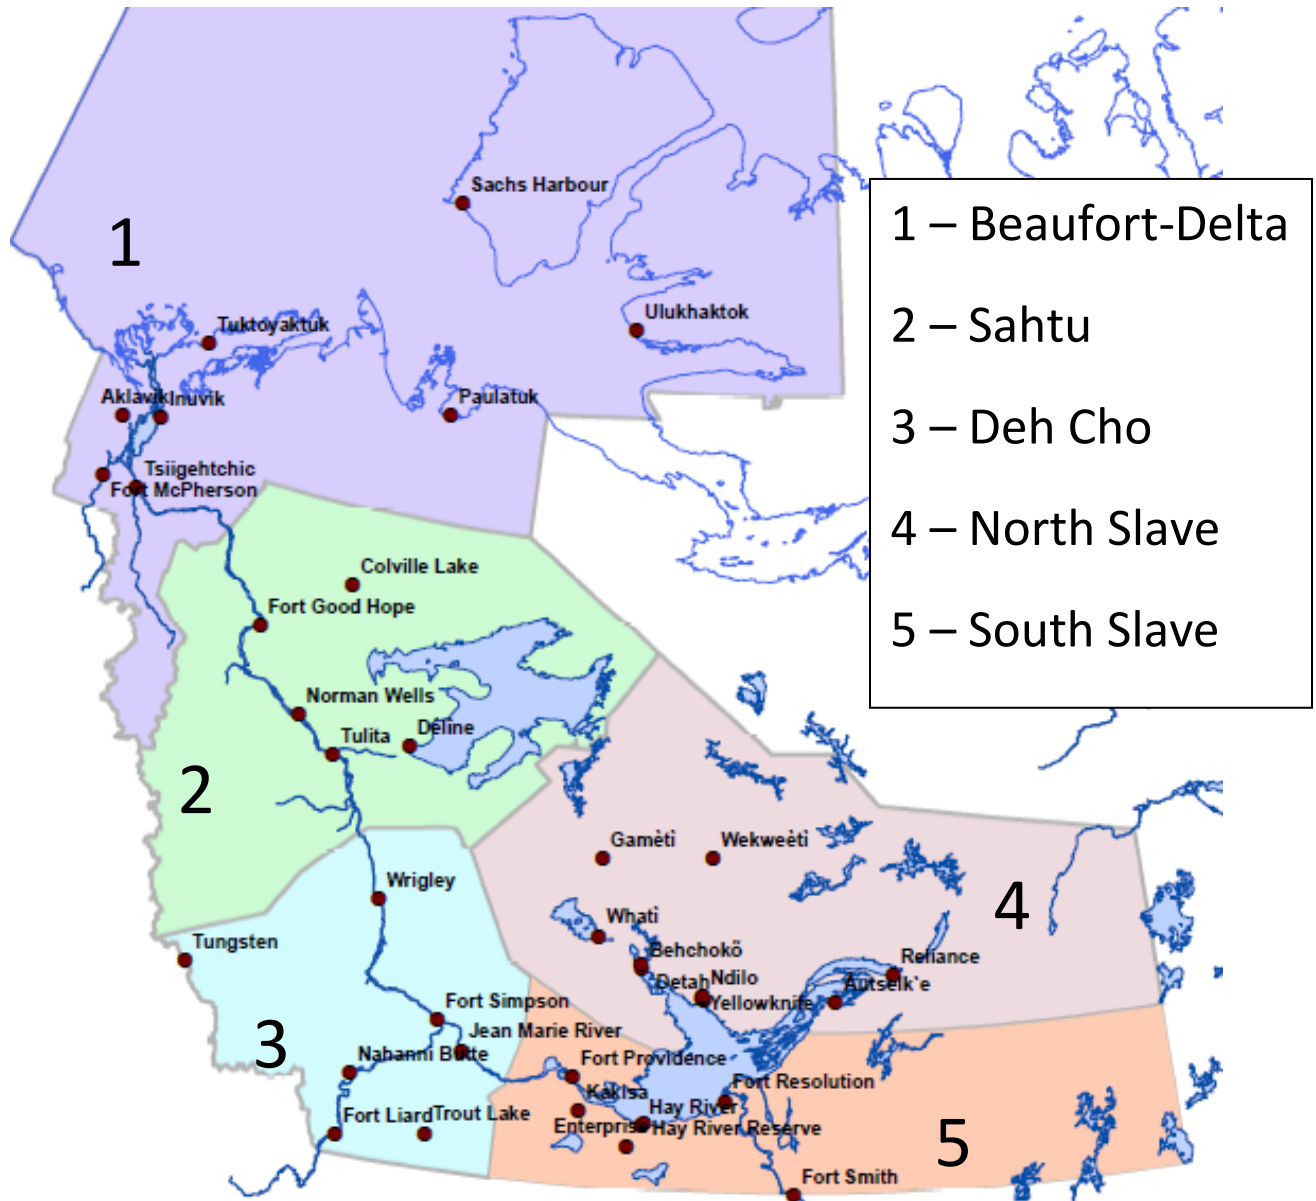 Sachs Harbour
1
Ulukhaktok
Tuktoyaktuk
Aklavik
Inuvik
Paulatuk
Tsiigehtchic
Fort McPherson
Colville Lake
Fort Good Hope
Norman Wells
Déline
Tulita
2
Gamètì
Wekweètì
Wrigley
4
Whatì
Tungsten
Behchokö
Reliance
Detah
Ndilo
Autselk`e
Yellowknife
Fort Simpson
Jean Marie River
3
Nahanni Butte
Fort Providence
Fort Resolution
Kakisa
Hay River
Fort Liard
Trout Lake
Enterprise
Hay River Reserve
5
Fort Smith
1 – Beaufort-Delta
2 – Sahtu
3 – Deh Cho
4 – North Slave
5 – South Slave